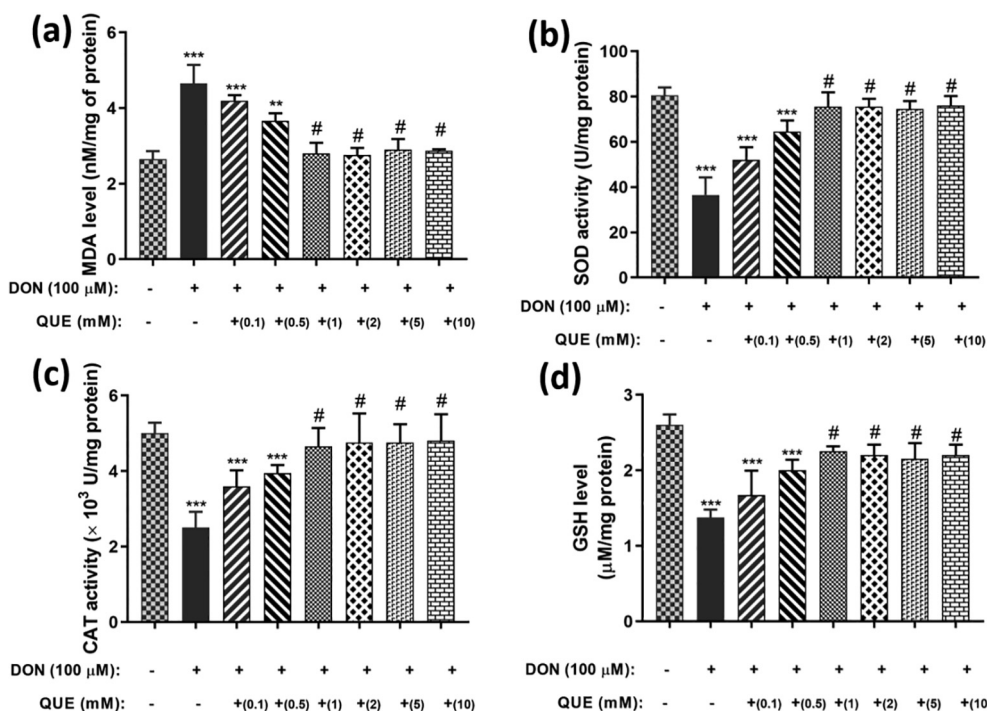 (a)
MDA level (nM/mg of protein)
6
4
2
0
***
***
**
#
#
#
#
DON (100 μM): - + + + + + + +
QUE (mM): - - +(0.1) +(0.5) +(1) +(2) +(5) +(10)
(b)
SOD activity (U/mg protein)
100
80
60
40
20
0
***
***
***
#
#
#
#
DON (100 μM): - + + + + + + +
QUE (mM): - - +(0.1) +(0.5) +(1) +(2) +(5) +(10)
(c)
CAT activity (× 10³ U/mg protein)
6
4
2
0
***
***
***
#
#
#
#
DON (100 μM): - + + + + + + +
QUE (mM): - - +(0.1) +(0.5) +(1) +(2) +(5) +(10)
(d)
GSH level
(μM/mg protein)
3
2
1
0
***
***
***
#
#
#
#
DON (100 μM): - + + + + + + +
QUE (mM): - - +(0.1) +(0.5) +(1) +(2) +(5) +(10)